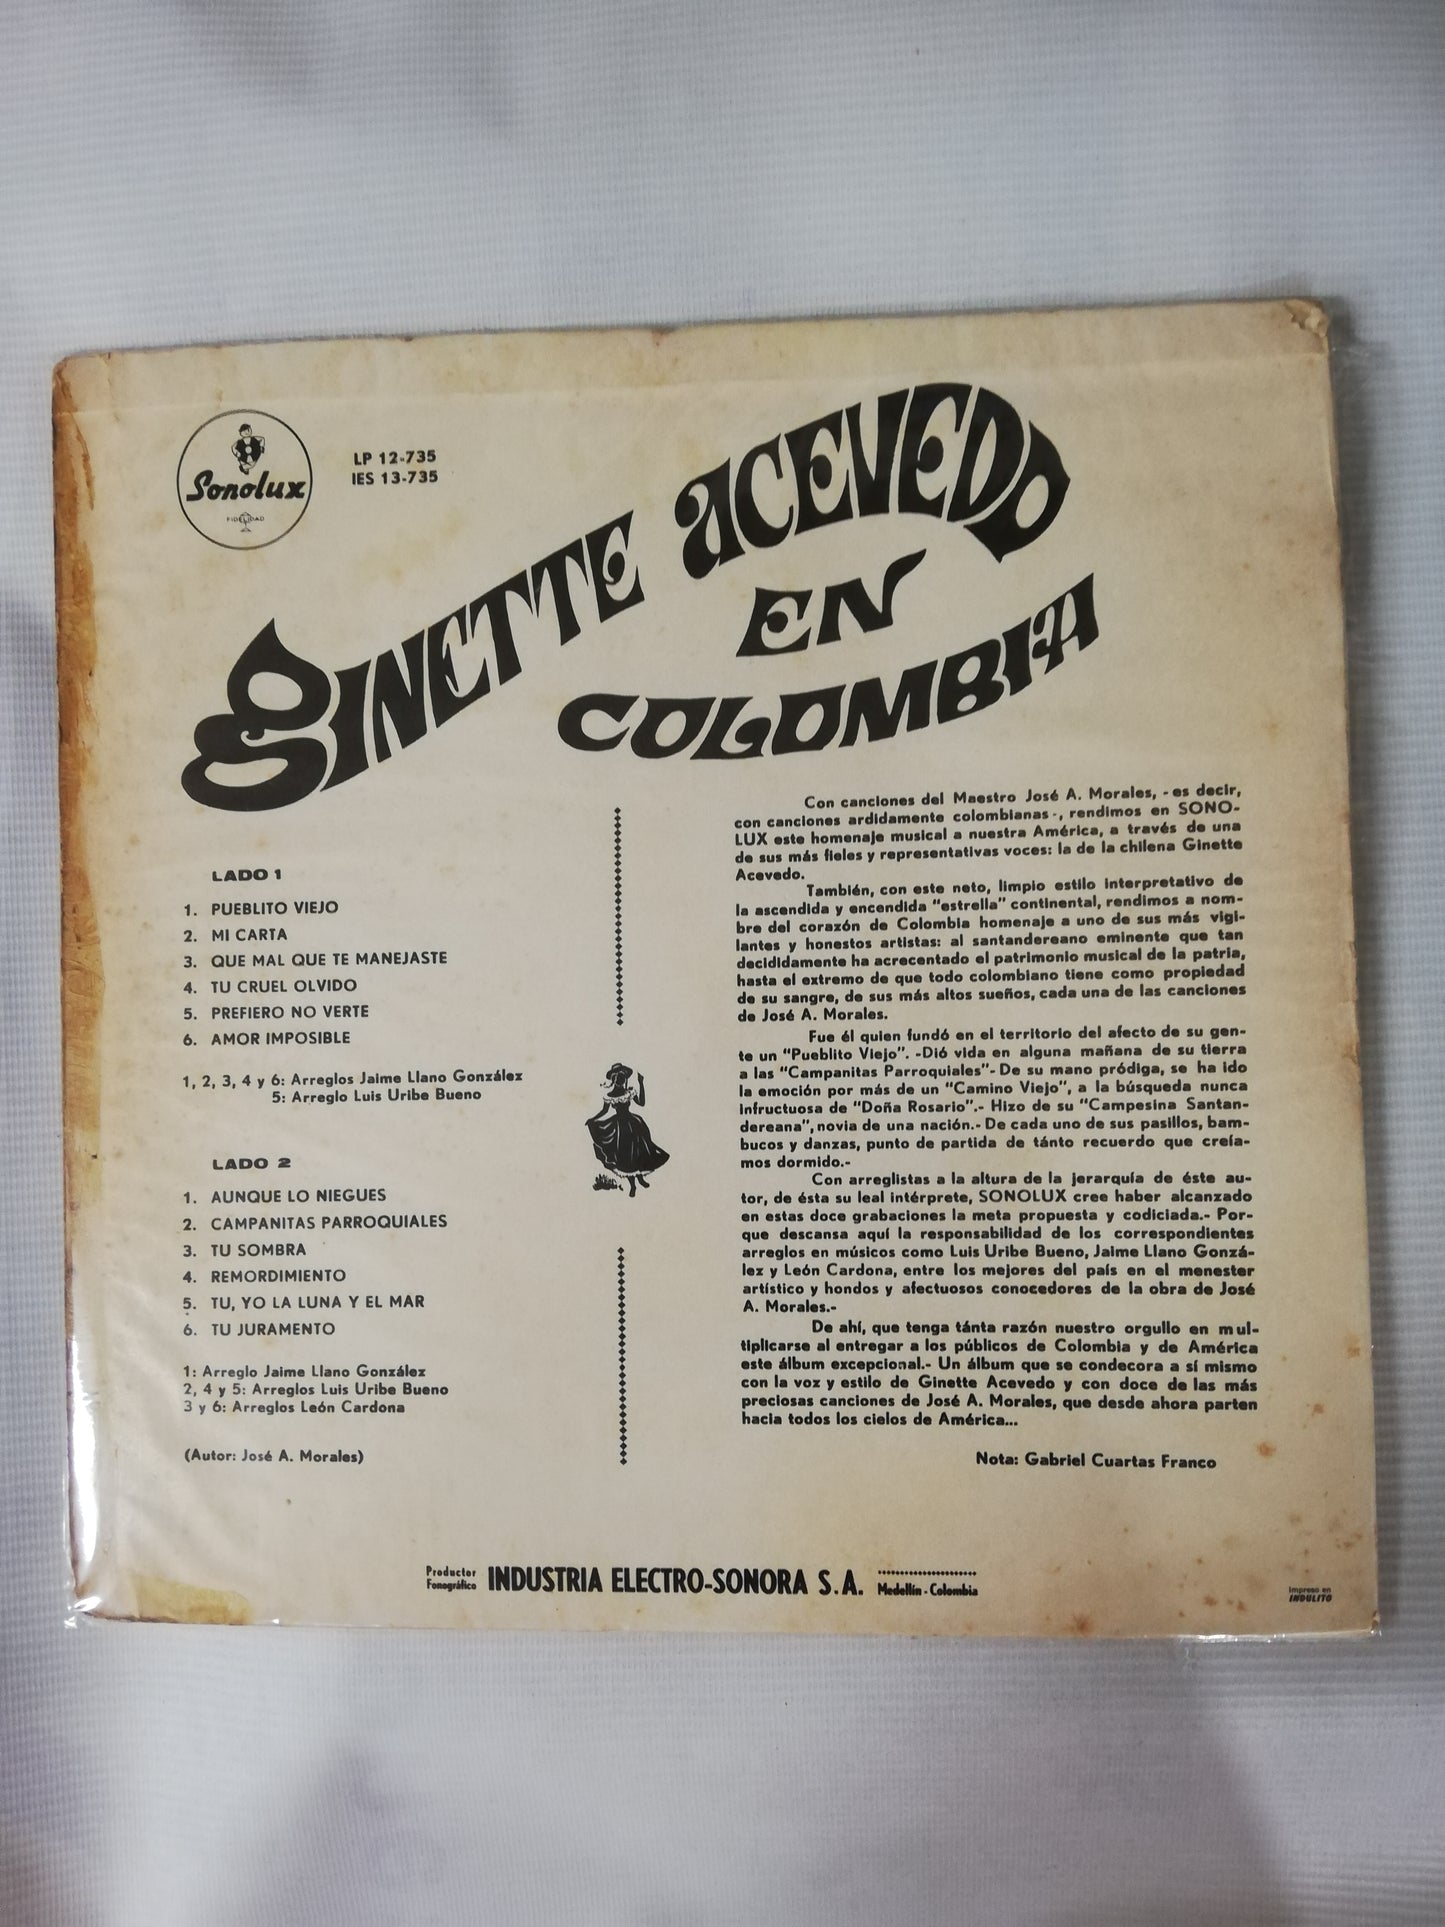 Sonolux
FIDELIDAD
LP 12-735
IES 13-735
GINETTE ACEVEDO
EN
COLOMBIA
LADO 1
1. PUEBLITO VIEJO
2. MI CARTA
3. QUE MAL QUE TE MANEJASTE
4. TU CRUEL OLVIDO
5. PREFIERO NO VERTE
6. AMOR IMPOSIBLE
1, 2, 3, 4 y 6: Arreglos Jaime Llano González
5: Arreglo Luis Uribe Bueno
LADO 2
1. AUNQUE LO NIEGUES
2. CAMPANITAS PARROQUIALES
3. TU SOMBRA
4. REMORDIMIENTO
5. TU, YO LA LUNA Y EL MAR
6. TU JURAMENTO
1: Arreglo Jaime Llano González
2, 4 y 5: Arreglos Luis Uribe Bueno
3 y 6: Arreglos León Cardona
(Autor: José A. Morales)
Con canciones del Maestro José A. Morales, -es decir,
con canciones ardidamente colombianas-, rendimos en SONO-
LUX este homenaje musical a nuestra América, a través de una
de sus más fieles y representativas voces: la de la chilena Ginette
Acevedo.
También, con este neto, limpio estilo interpretativo de
la ascendida y encendida "estrella" continental, rendimos a nom-
bre del corazón de Colombia homenaje a uno de sus más vigi-
lantes y honestos artistas: al santandereano eminente que tan
decididamente ha acrecentado el patrimonio musical de la patria,
hasta el extremo de que todo colombiano tiene como propiedad
de su sangre, de sus más altos sueños, cada una de las canciones
de José A. Morales.
Fue él quien fundó en el territorio del afecto de su gen-
te un "Pueblito Viejo". -Dió vida en alguna mañana de su tierra
a las "Campanitas Parroquiales"- De su mano pródiga, se ha ido
la emoción por más de un "Camino Viejo", a la búsqueda nunca
infructuosa de "Doña Rosario".- Hizo de su "Campesina Santan-
dereana", novia de una nación.- De cada uno de sus pasillos, bam-
bucos y danzas, punto de partida de tánto recuerdo que creía-
mos dormido.-
Con arreglistas a la altura de la jerarquía de éste au-
tor, de ésta su leal intérprete, SONOLUX cree haber alcanzado
en estas doce grabaciones la meta propuesta y codiciada.- Por-
que descansa aquí la responsabilidad de los correspondientes
arreglos en músicos como Luis Uribe Bueno, Jaime Llano Gonzá-
lez y León Cardona, entre los mejores del país en el menester
artístico y hondos y afectuosos conocedores de la obra de José
A. Morales.-
De ahí, que tenga tánta razón nuestro orgullo en mul-
tiplicarse al entregar a los públicos de Colombia y de América
este álbum excepcional.- Un álbum que se condecora a sí mismo
con la voz y estilo de Ginette Acevedo y con doce de las más
preciosas canciones de José A. Morales, que desde ahora parten
hacia todos los cielos de América...
Nota: Gabriel Cuartas Franco
Productor
Fonográfico
INDUSTRIA ELECTRO-SONORA S.A.
Medellín - Colombia
Impreso en
INDULITO